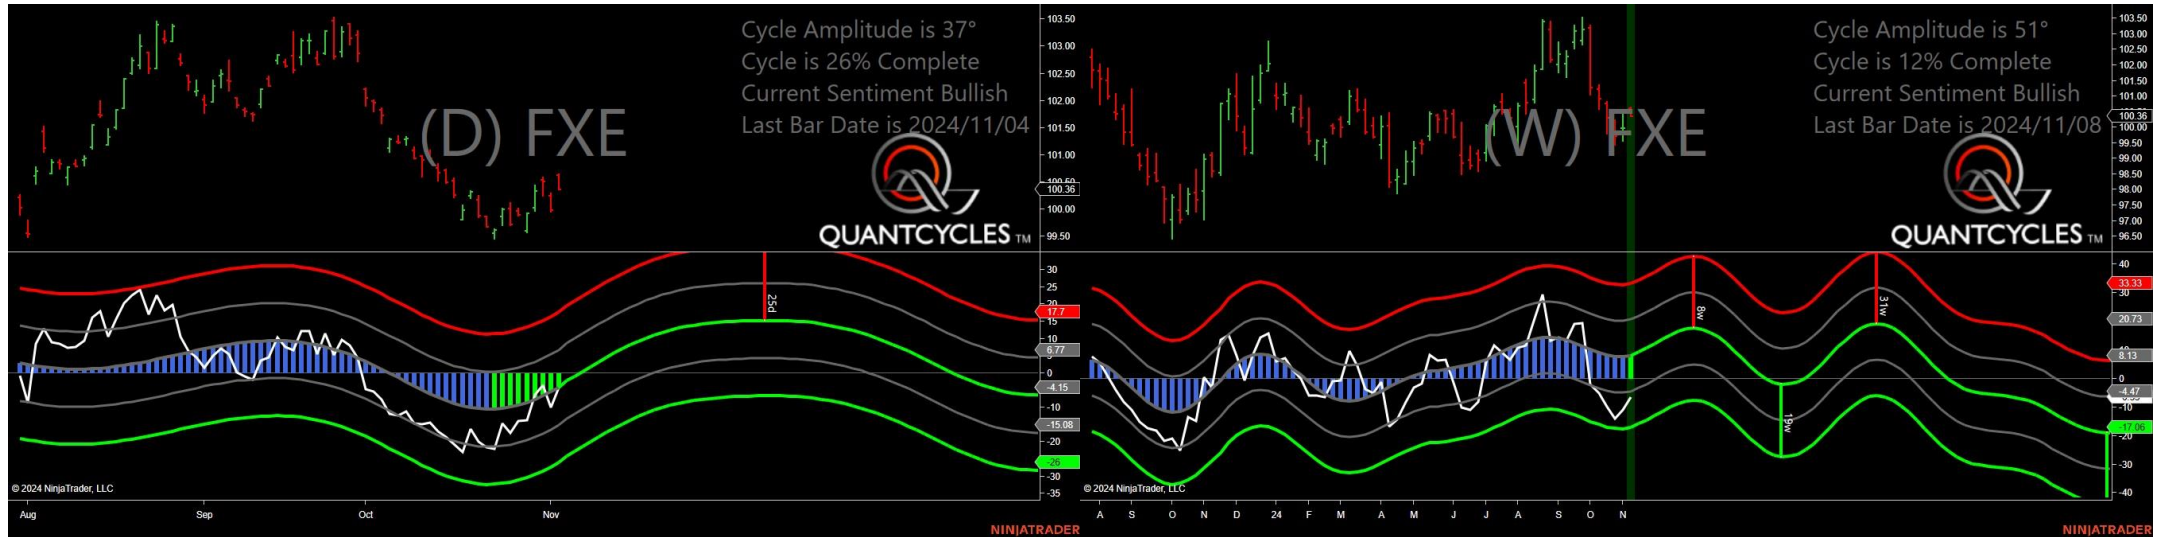 Cycle Amplitude is 37°
Cycle is 26% Complete
Current Sentiment Bullish
Last Bar Date is 2024/11/04
(D) FXE
QUANTCYCLES TM
103.50
103.00
102.50
102.00
101.50
101.00
100.50
100.36
100.00
99.50
25d
30
25
20
17.7
15
10
6.77
5
0
-4.15
-10
-15.08
-20
-26
-30
-35
© 2024 NinjaTrader, LLC
Aug Sep Oct Nov
NINJATRADER
Cycle Amplitude is 51°
Cycle is 12% Complete
Current Sentiment Bullish
Last Bar Date is 2024/11/08
(W) FXE
QUANTCYCLES TM
103.50
103.00
102.50
102.00
101.50
101.00
100.36
100.00
99.50
99.00
98.50
98.00
97.50
97.00
96.50
8w
31w
19w
40
33.33
30
20.73
8.13
0
-4.47
-10
-17.06
-20
-30
-40
© 2024 NinjaTrader, LLC
A S O N D 24 F M A M J J A S O N
NINJATRADER